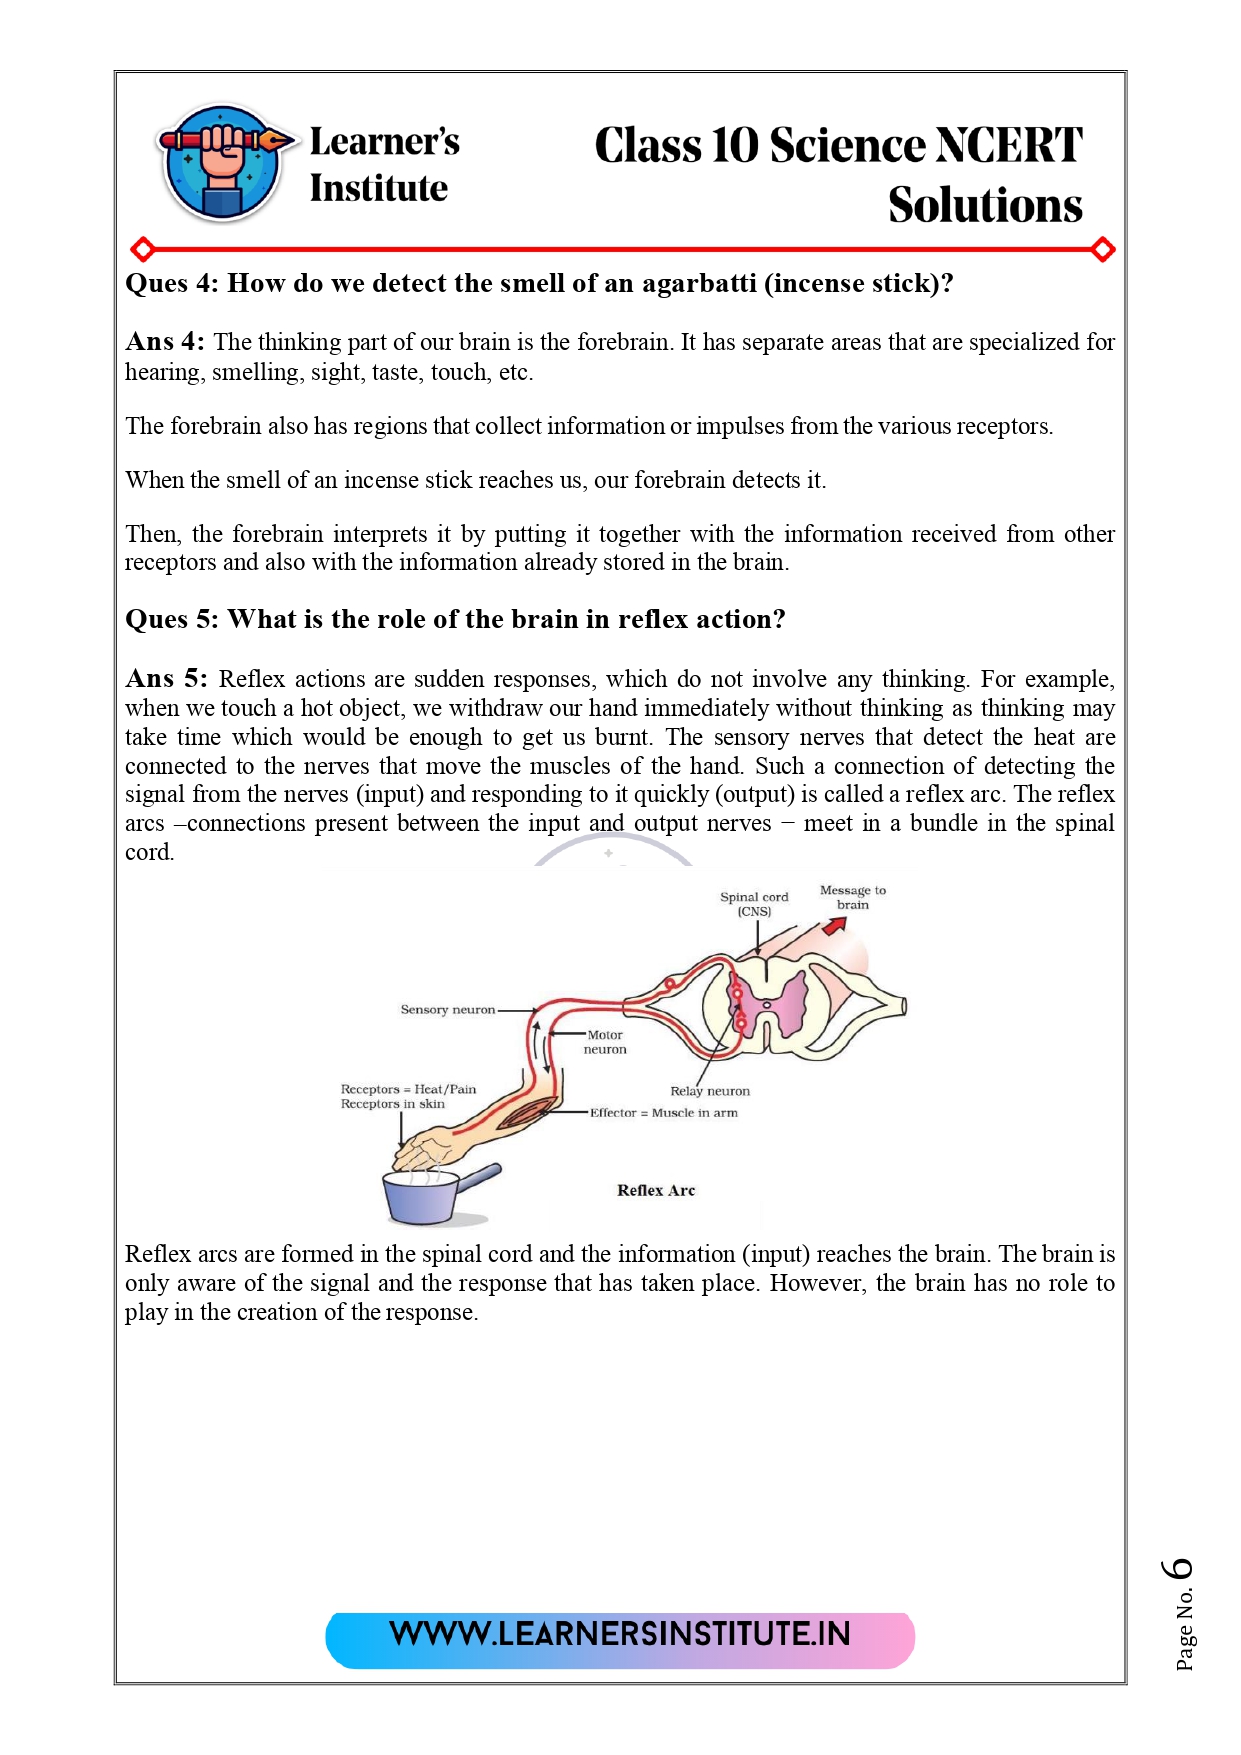 Learner's
Institute
Class 10 Science NCERT
Solutions
Ques 4: How do we detect the smell of an agarbatti (incense stick)?
Ans 4: The thinking part of our brain is the forebrain. It has separate areas that are specialized for
hearing, smelling, sight, taste, touch, etc.
The forebrain also has regions that collect information or impulses from the various receptors.
When the smell of an incense stick reaches us, our forebrain detects it.
Then, the forebrain interprets it by putting it together with the information received from other
receptors and also with the information already stored in the brain.
Ques 5: What is the role of the brain in reflex action?
Ans 5: Reflex actions are sudden responses, which do not involve any thinking. For example,
when we touch a hot object, we withdraw our hand immediately without thinking as thinking may
take time which would be enough to get us burnt. The sensory nerves that detect the heat are
connected to the nerves that move the muscles of the hand. Such a connection of detecting the
signal from the nerves (input) and responding to it quickly (output) is called a reflex arc. The reflex
arcs –connections present between the input and output nerves − meet in a bundle in the spinal
cord.
Spinal cord
(CNS)
Message to
brain
Sensory neuron
Motor
neuron
Receptors = Heat/Pain
Receptors in skin
Relay neuron
Effector = Muscle in arm
Reflex Arc
Reflex arcs are formed in the spinal cord and the information (input) reaches the brain. The brain is
only aware of the signal and the response that has taken place. However, the brain has no role to
play in the creation of the response.
WWW.LEARNERSINSTITUTE.IN
Page No. 6